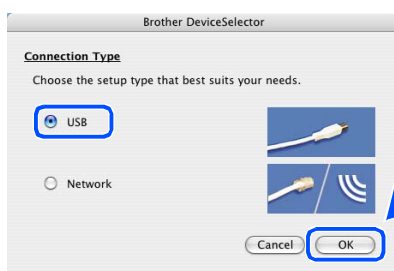 Brother DeviceSelector
Connection Type
Choose the setup type that best suits your needs.
USB
Network
Cancel OK